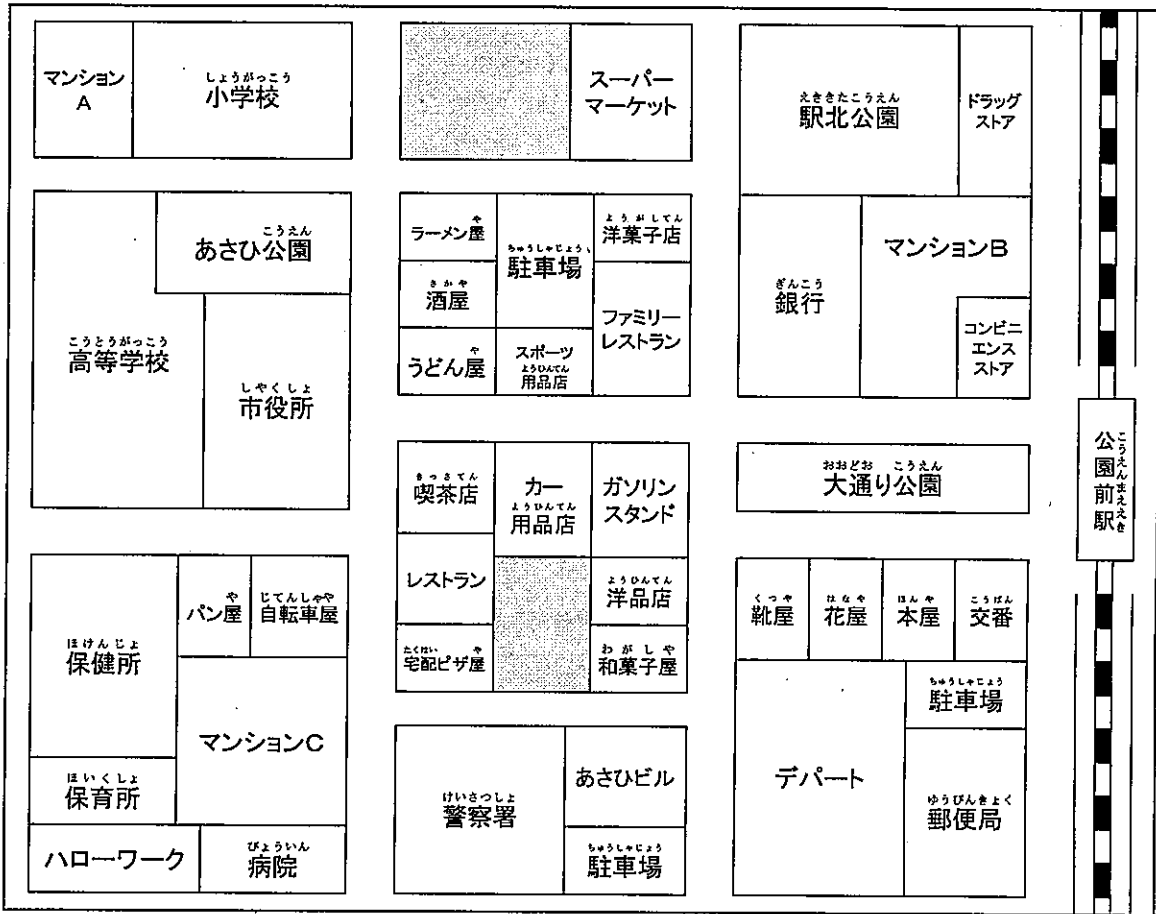 マンション
A
しょうがっこう
小学校
スーパー
マーケット
えききたこうえん
駅北公園
ドラッグ
ストア
こうえん
あさひ公園
こうとうがっこう
高等学校
しやくしょ
市役所
や
ラーメン屋
ちゅうしゃじょう
駐車場
ようがしてん
洋菓子店
さかや
酒屋
ファミリー
レストラン
や
うどん屋
スポーツ
ようひんてん
用品店
ぎんこう
銀行
マンションB
コンビニ
エンス
ストア
こうえんまええき
公園前駅
きっさてん
喫茶店
カー
ようひんてん
用品店
ガソリン
スタンド
レストラン
ようひんてん
洋品店
たくはい や
宅配ピザ屋
わがしや
和菓子屋
おおどお こうえん
大通り公園
ほけんじょ
保健所
や
パン屋
じてんしゃや
自転車屋
マンションC
ほいくしょ
保育所
ハローワーク
びょういん
病院
けいさつしょ
警察署
あさひビル
ちゅうしゃじょう
駐車場
くつや
靴屋
はなや
花屋
ほんや
本屋
こうばん
交番
ちゅうしゃじょう
駐車場
デパート
ゆうびんきょく
郵便局